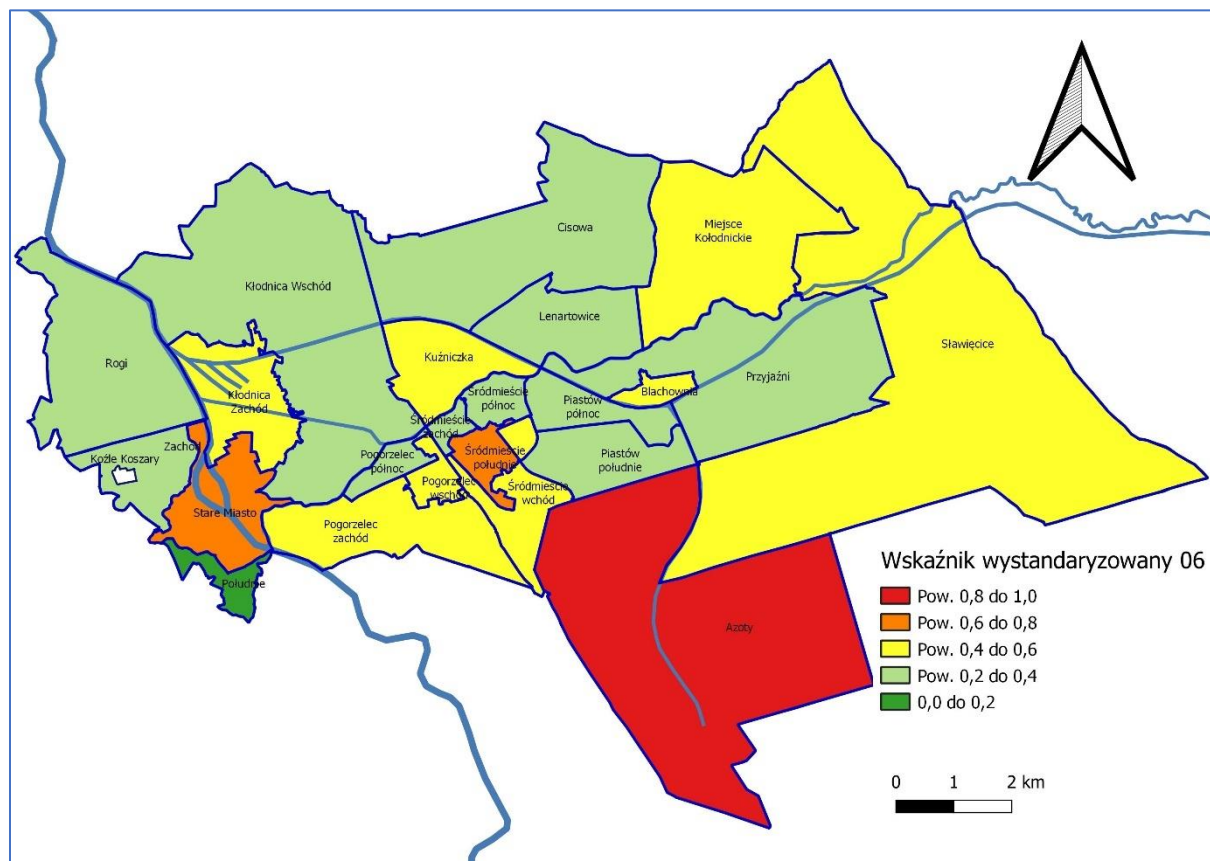 Cisowa
Miejsce
Kołodnickie
Kłodnica Wschód
Lenartowice
Sławięcice
Rogi
Kuźniczka
Przyjaźni
Blachownia
Kłodnica
Zachód
Śródmieście
północ
Piastów
północ
Śródmieście
zachód
Zachód
Koźle Koszary
Pogorzelec
północ
Śródmieście
południe
Piastów
południe
Pogorzelec
wschód
Śródmieście
wchód
Stare Miasto
Pogorzelec
zachód
Południe
Azoty
Wskaźnik wystandaryzowany 06
Pow. 0,8 do 1,0
Pow. 0,6 do 0,8
Pow. 0,4 do 0,6
Pow. 0,2 do 0,4
0,0 do 0,2
0 1 2 km